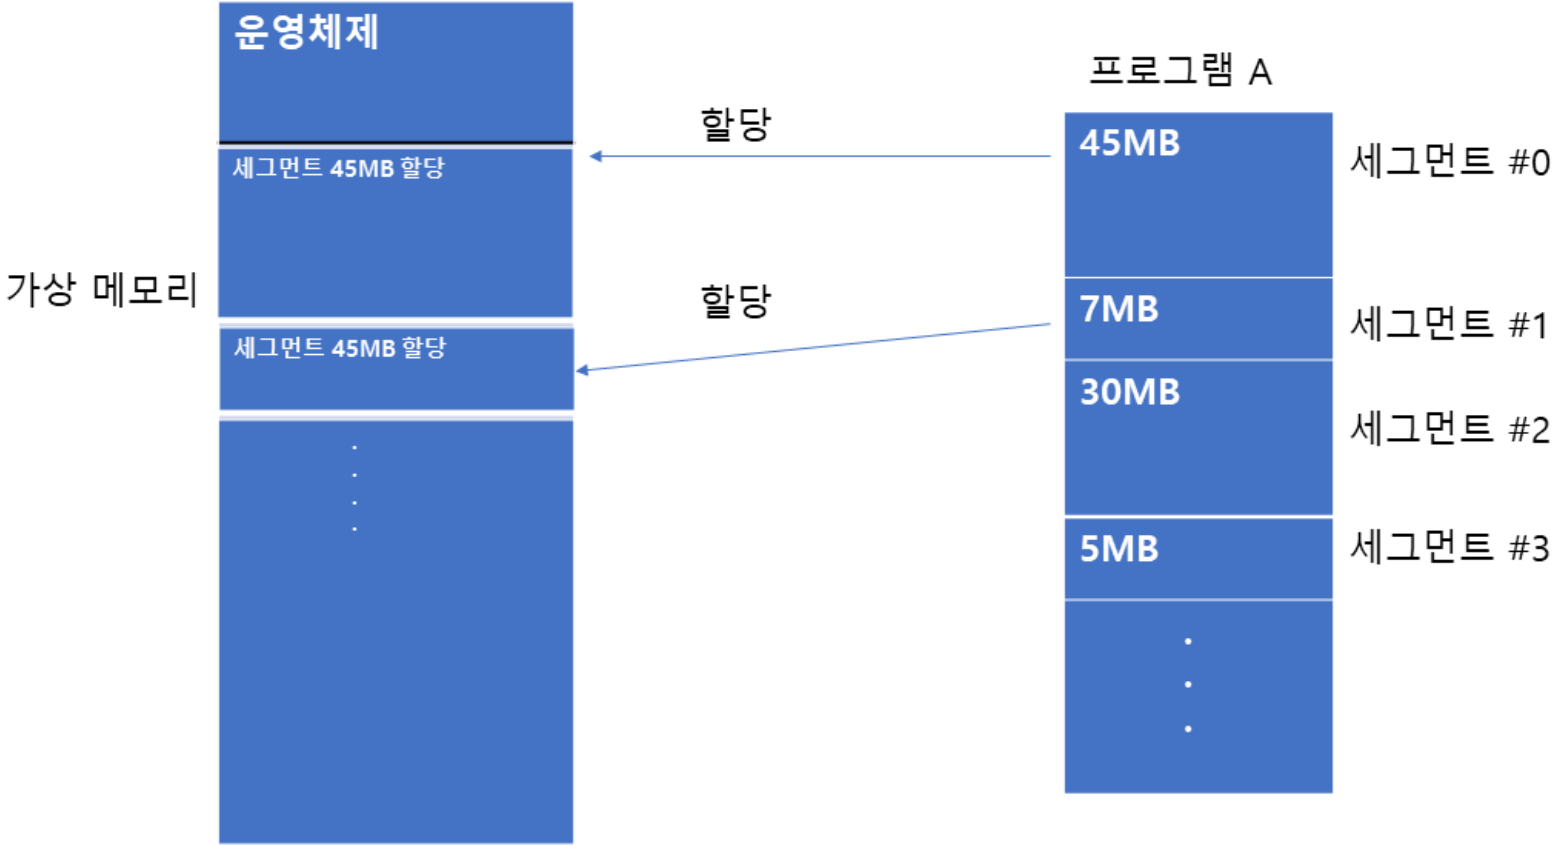 운영체제
프로그램 A
할당
45MB
세그먼트 #0
세그먼트 45MB 할당
가상 메모리
할당
7MB
세그먼트 #1
세그먼트 45MB 할당
30MB
세그먼트 #2
5MB
세그먼트 #3